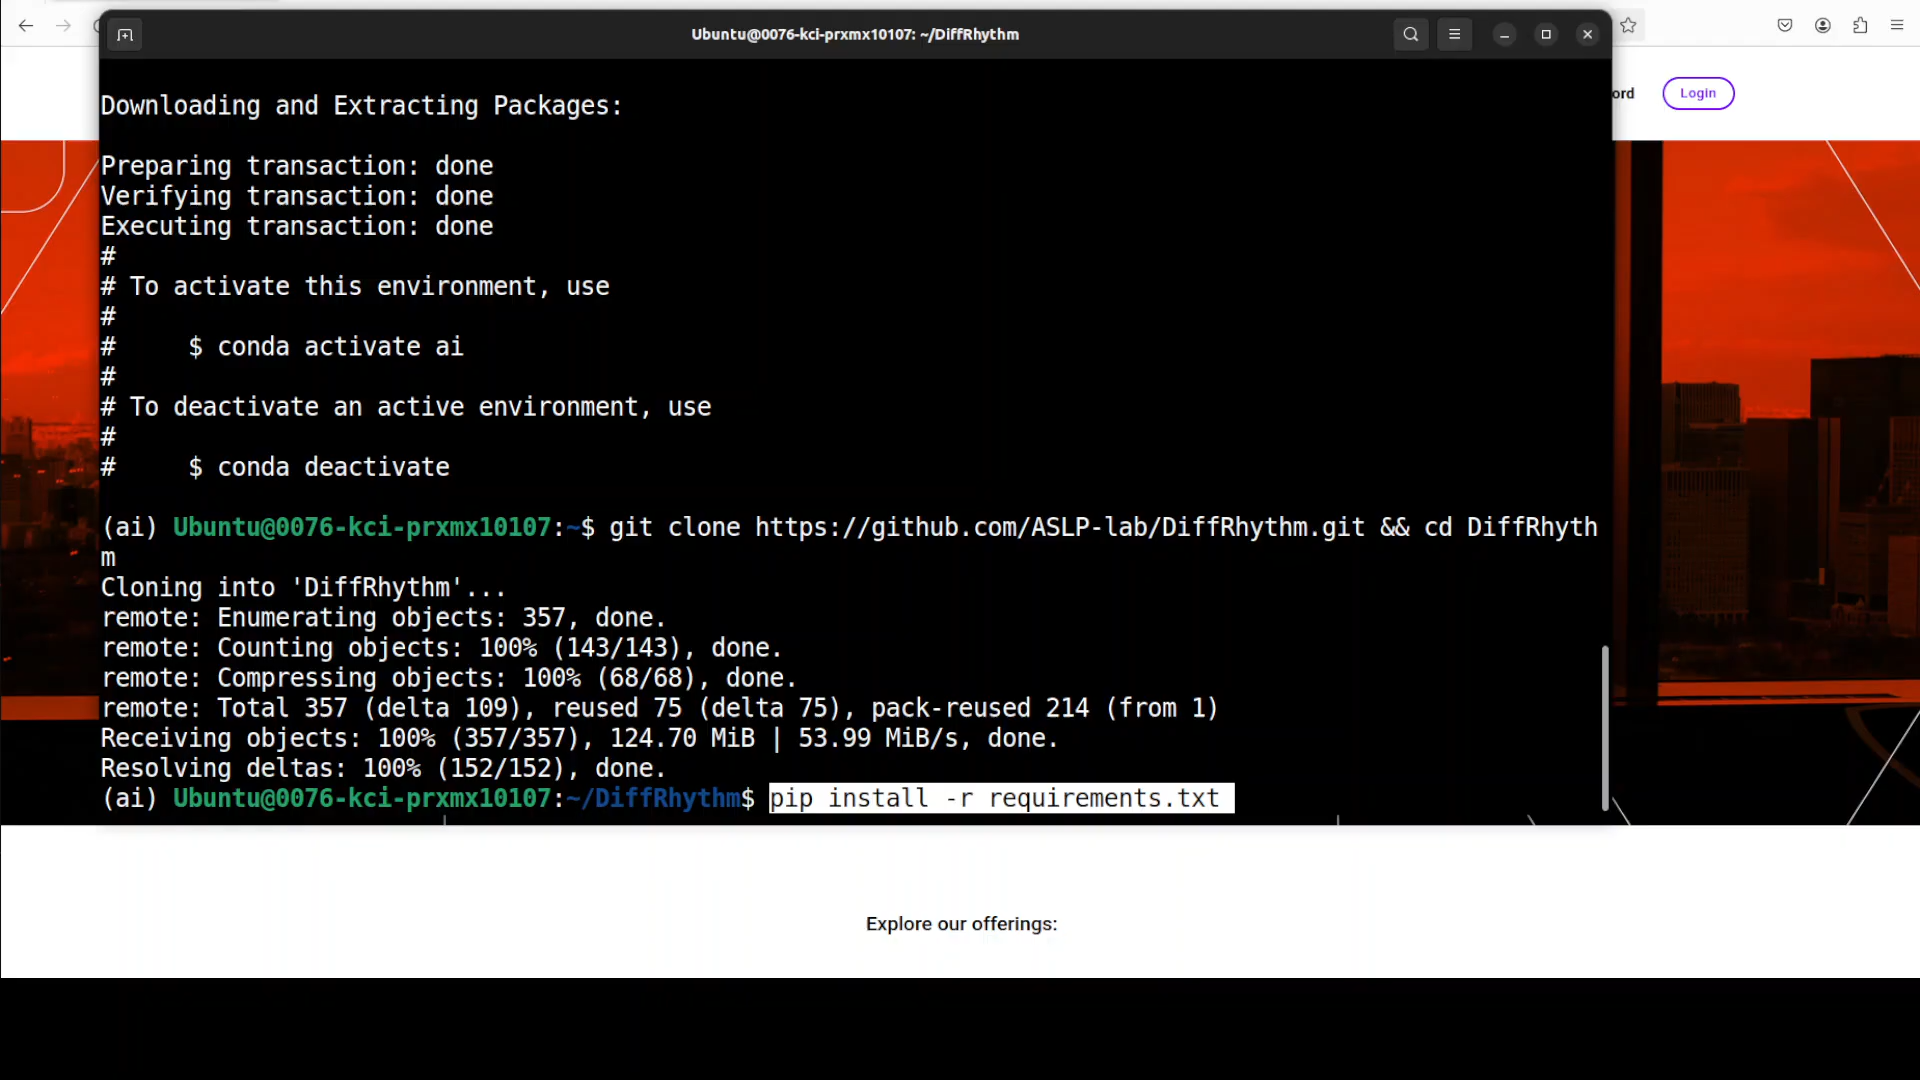 Ubuntu@0076-kci-prxmx10107: ~/DiffRhythm
ord
Login
Downloading and Extracting Packages:
Preparing transaction: done
Verifying transaction: done
Executing transaction: done
#
# To activate this environment, use
#
#     $ conda activate ai
#
# To deactivate an active environment, use
#
#     $ conda deactivate
(ai) Ubuntu@0076-kci-prxmx10107:~$ git clone https://github.com/ASLP-lab/DiffRhythm.git && cd DiffRhyth
m
Cloning into 'DiffRhythm'...
remote: Enumerating objects: 357, done.
remote: Counting objects: 100% (143/143), done.
remote: Compressing objects: 100% (68/68), done.
remote: Total 357 (delta 109), reused 75 (delta 75), pack-reused 214 (from 1)
Receiving objects: 100% (357/357), 124.70 MiB | 53.99 MiB/s, done.
Resolving deltas: 100% (152/152), done.
(ai) Ubuntu@0076-kci-prxmx10107:~/DiffRhythm$ pip install -r requirements.txt
Explore our offerings: